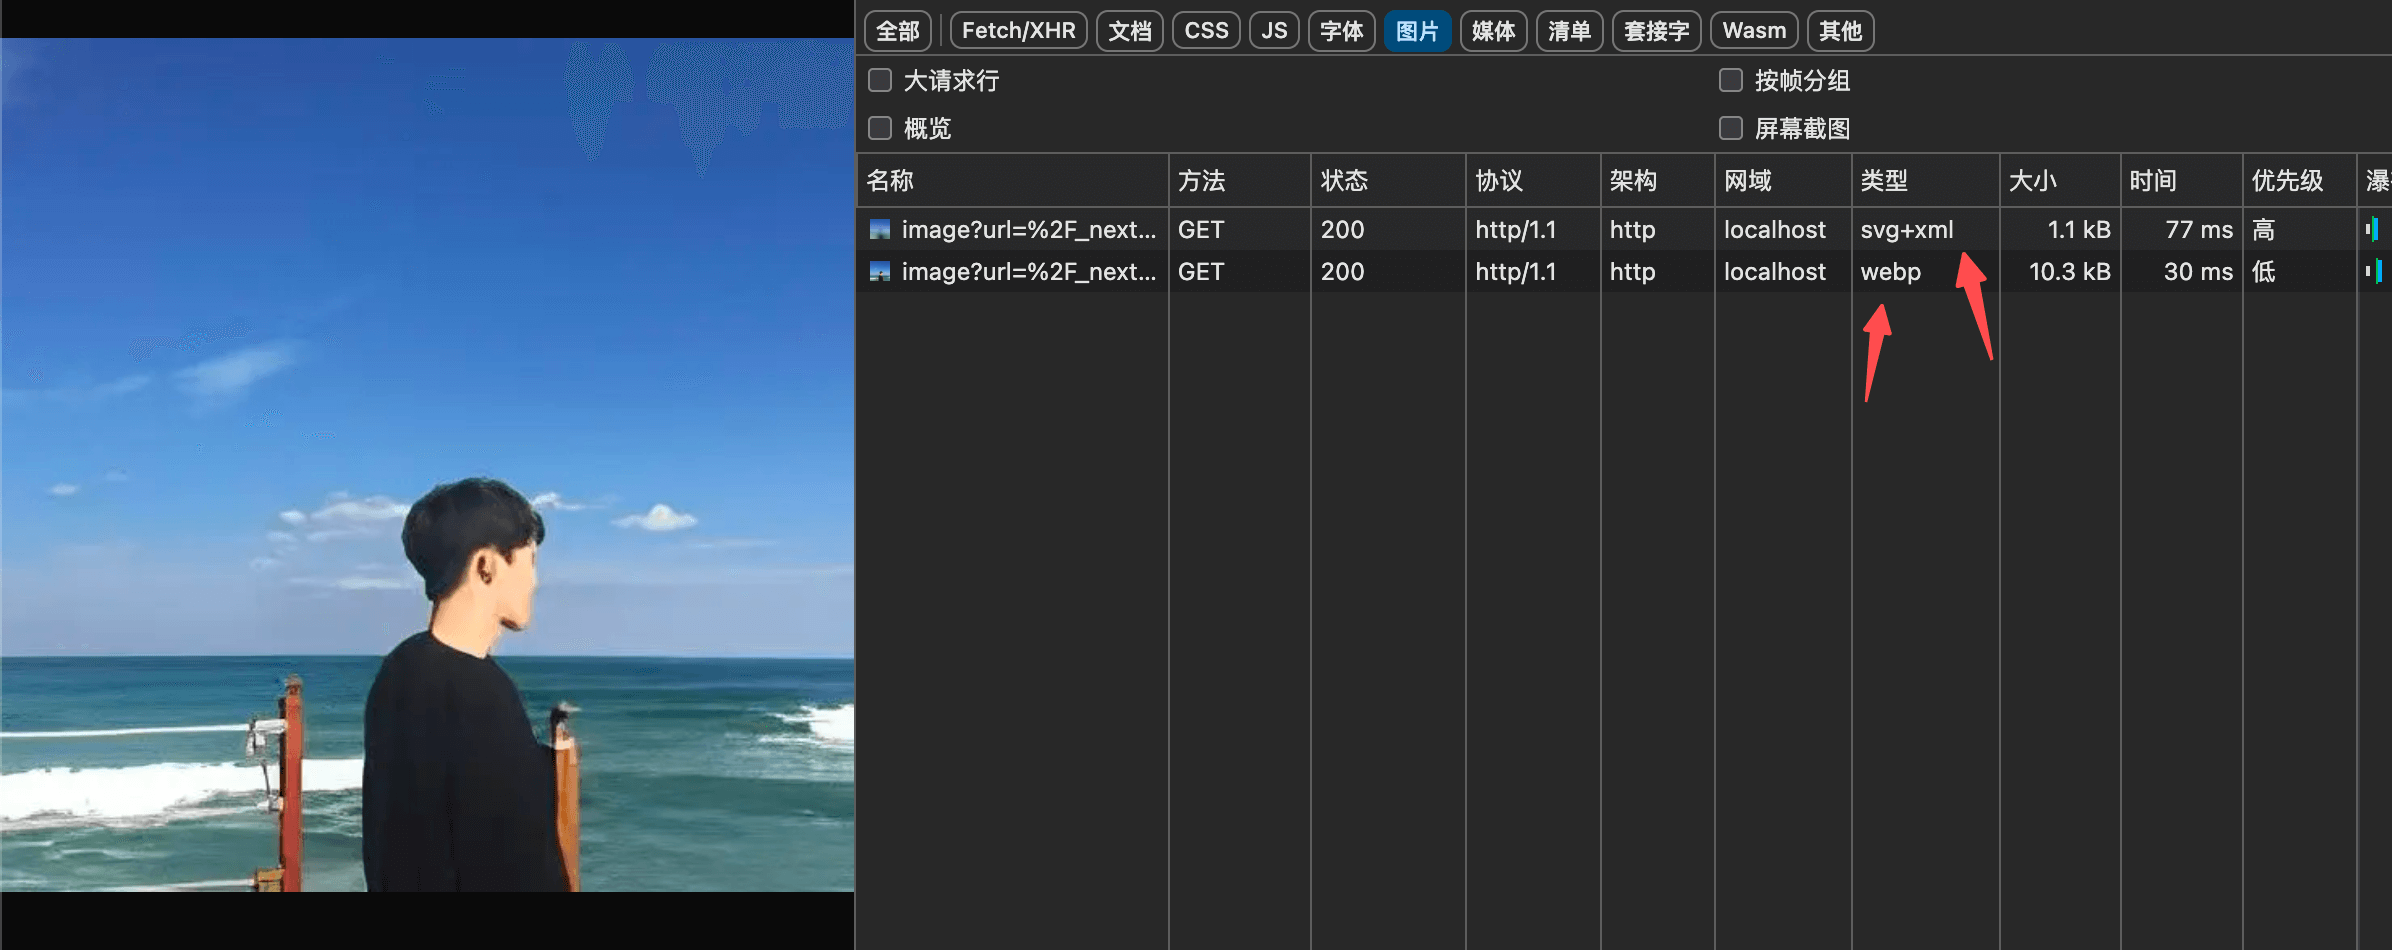 全部 Fetch/XHR 文档 CSS JS 字体 图片 媒体 清单 套接字 Wasm 其他
大请求行 按帧分组
概览 屏幕截图
名称 方法 状态 协议 架构 网域 类型 大小 时间 优先级 瀑
image?url=%2F_next... GET 200 http/1.1 http localhost svg+xml 1.1 kB 77 ms 高
image?url=%2F_next... GET 200 http/1.1 http localhost webp 10.3 kB 30 ms 低